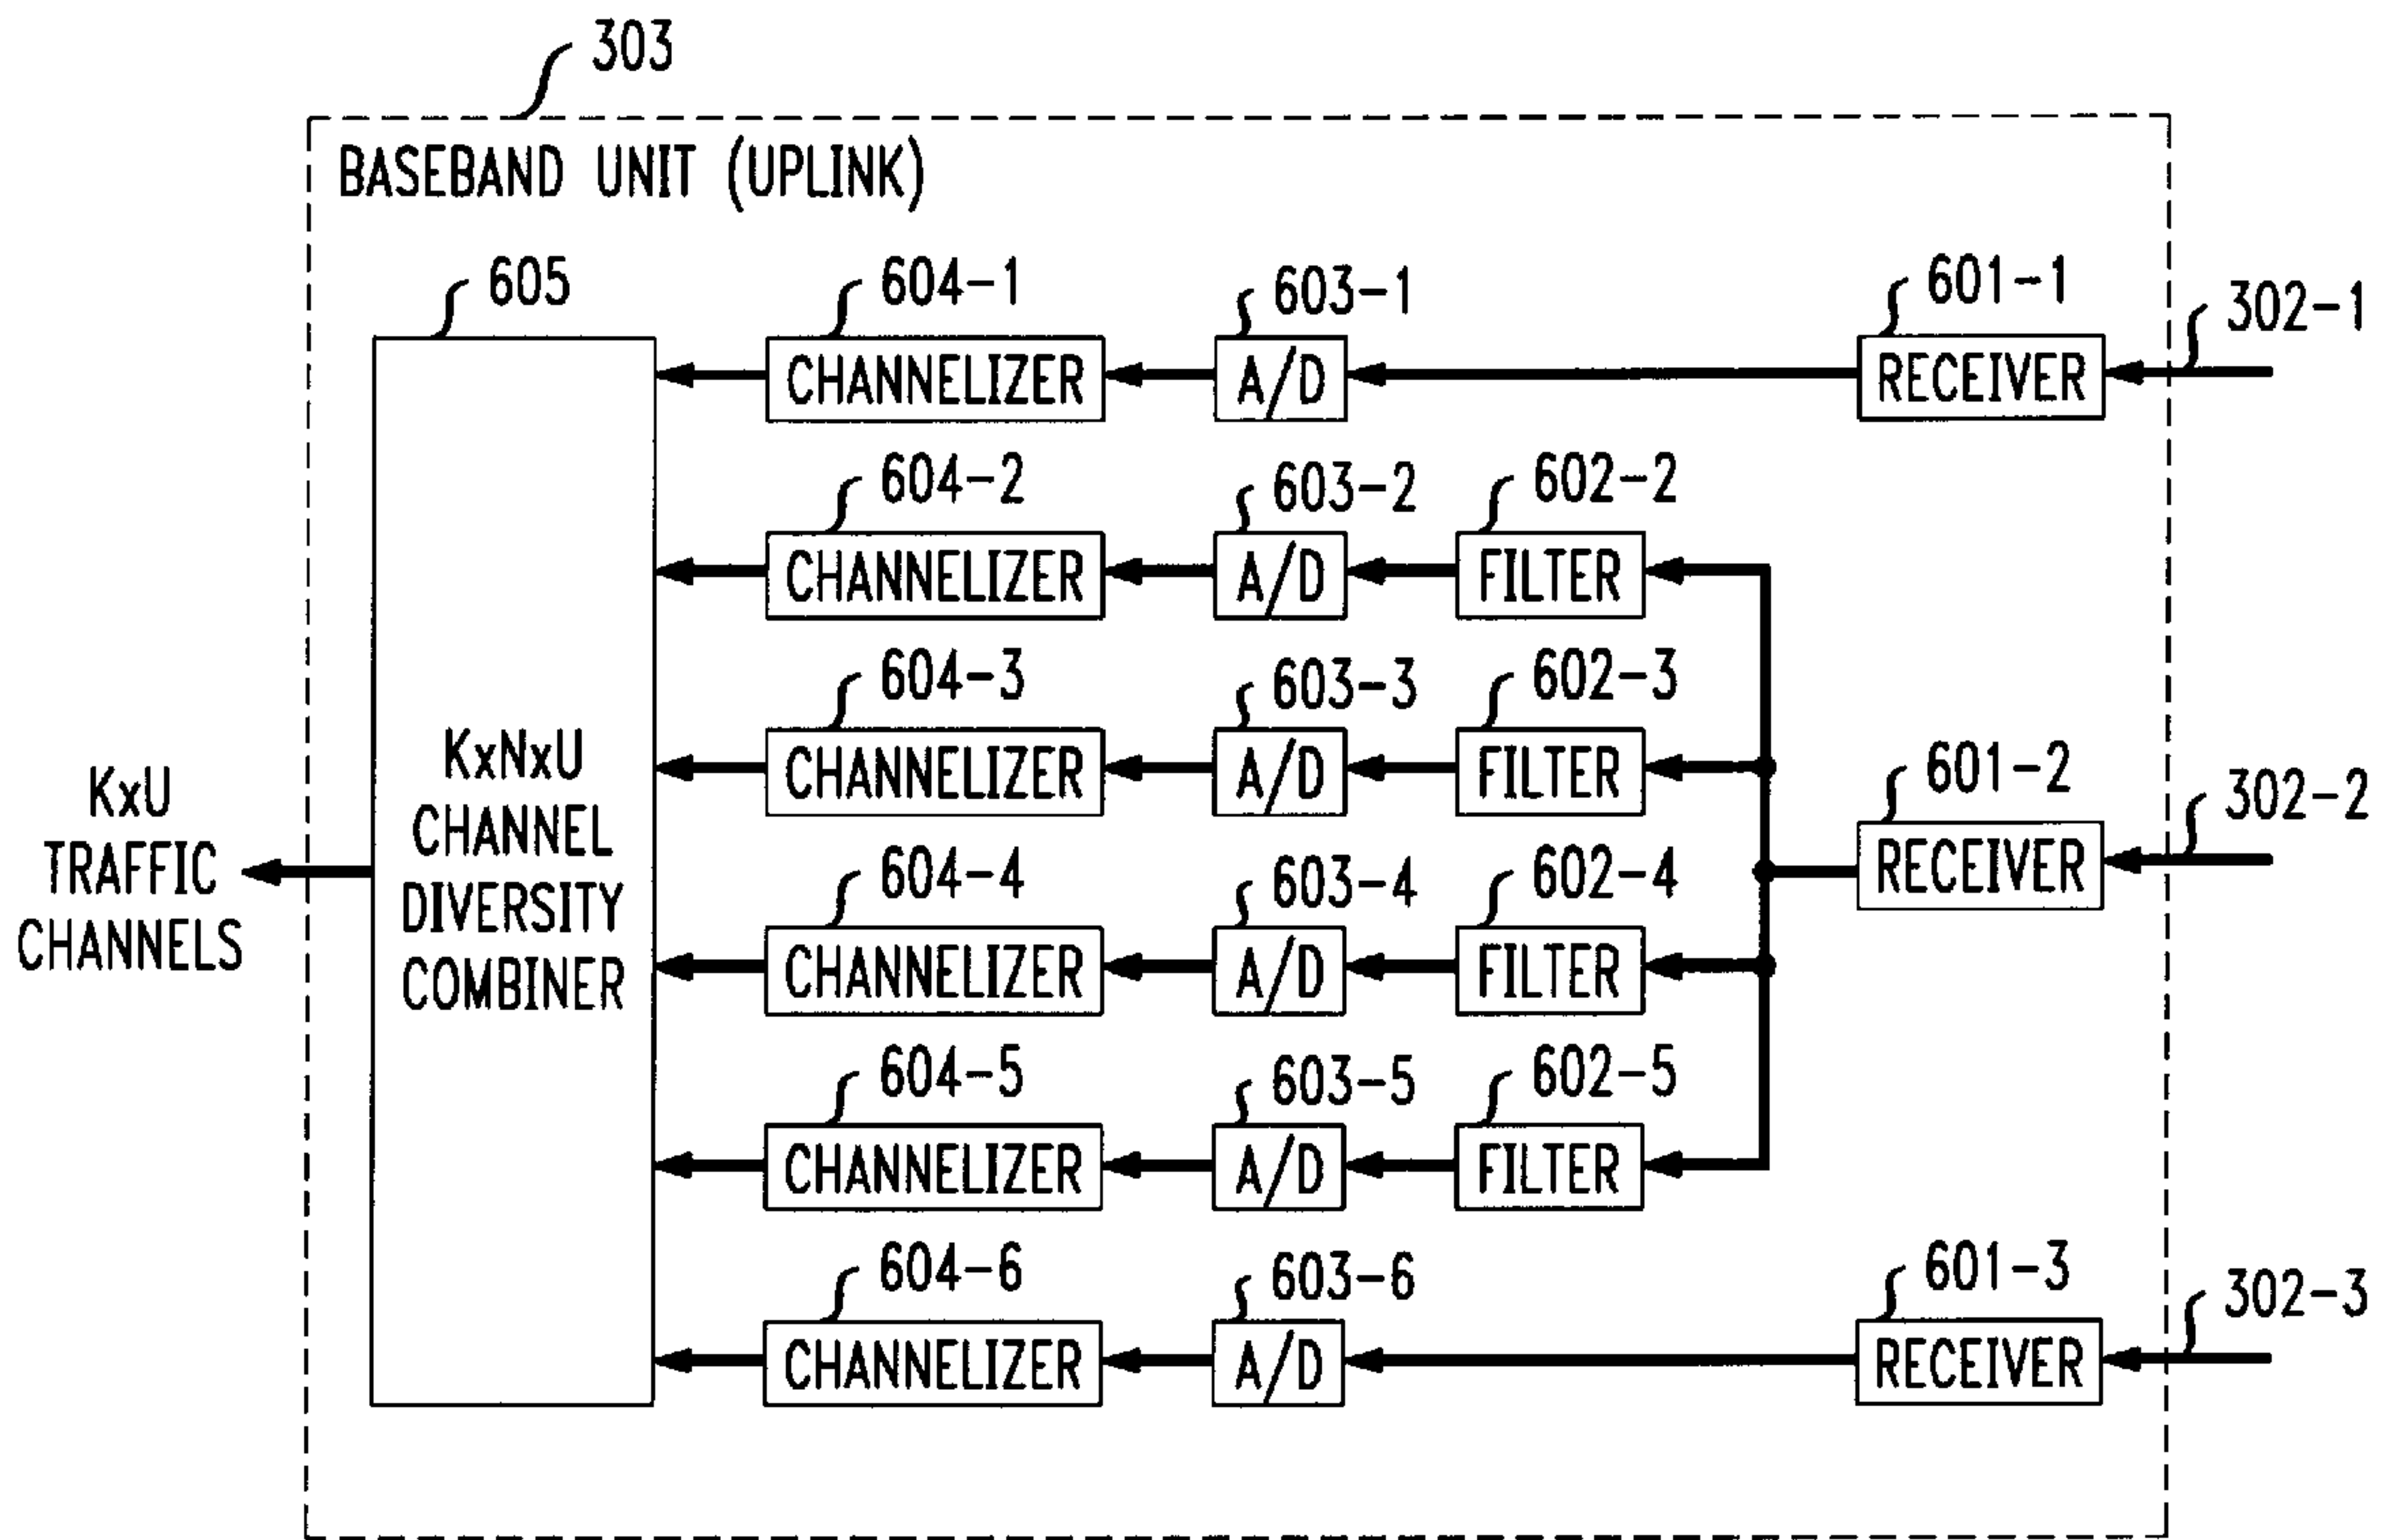 303
BASEBAND UNIT (UPLINK)
605
604-1
603-1
601-1
302-1
CHANNELIZER
A/D
RECEIVER
604-2
603-2
602-2
CHANNELIZER
A/D
FILTER
604-3
603-3
602-3
CHANNELIZER
A/D
FILTER
601-2
302-2
RECEIVER
KxU
TRAFFIC
CHANNELS
KxNxU
CHANNEL
DIVERSITY
COMBINER
604-4
603-4
602-4
CHANNELIZER
A/D
FILTER
604-5
603-5
602-5
CHANNELIZER
A/D
FILTER
604-6
603-6
601-3
302-3
CHANNELIZER
A/D
RECEIVER